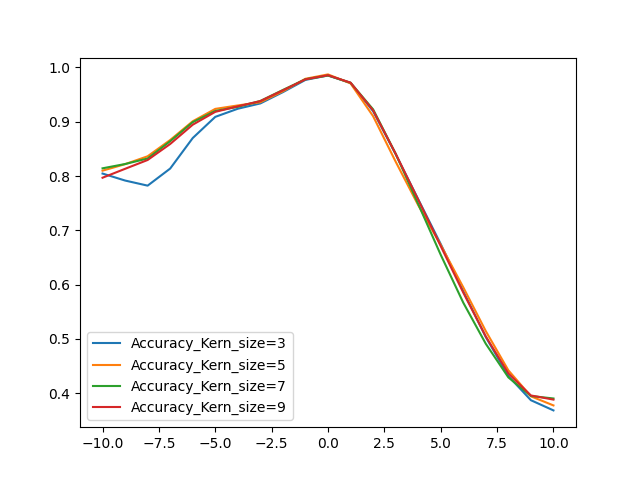 1.0
0.9
0.8
0.7
0.6
0.5
0.4
Accuracy_Kern_size=3
Accuracy_Kern_size=5
Accuracy_Kern_size=7
Accuracy_Kern_size=9
−10.0 −7.5 −5.0 −2.5 0.0 2.5 5.0 7.5 10.0